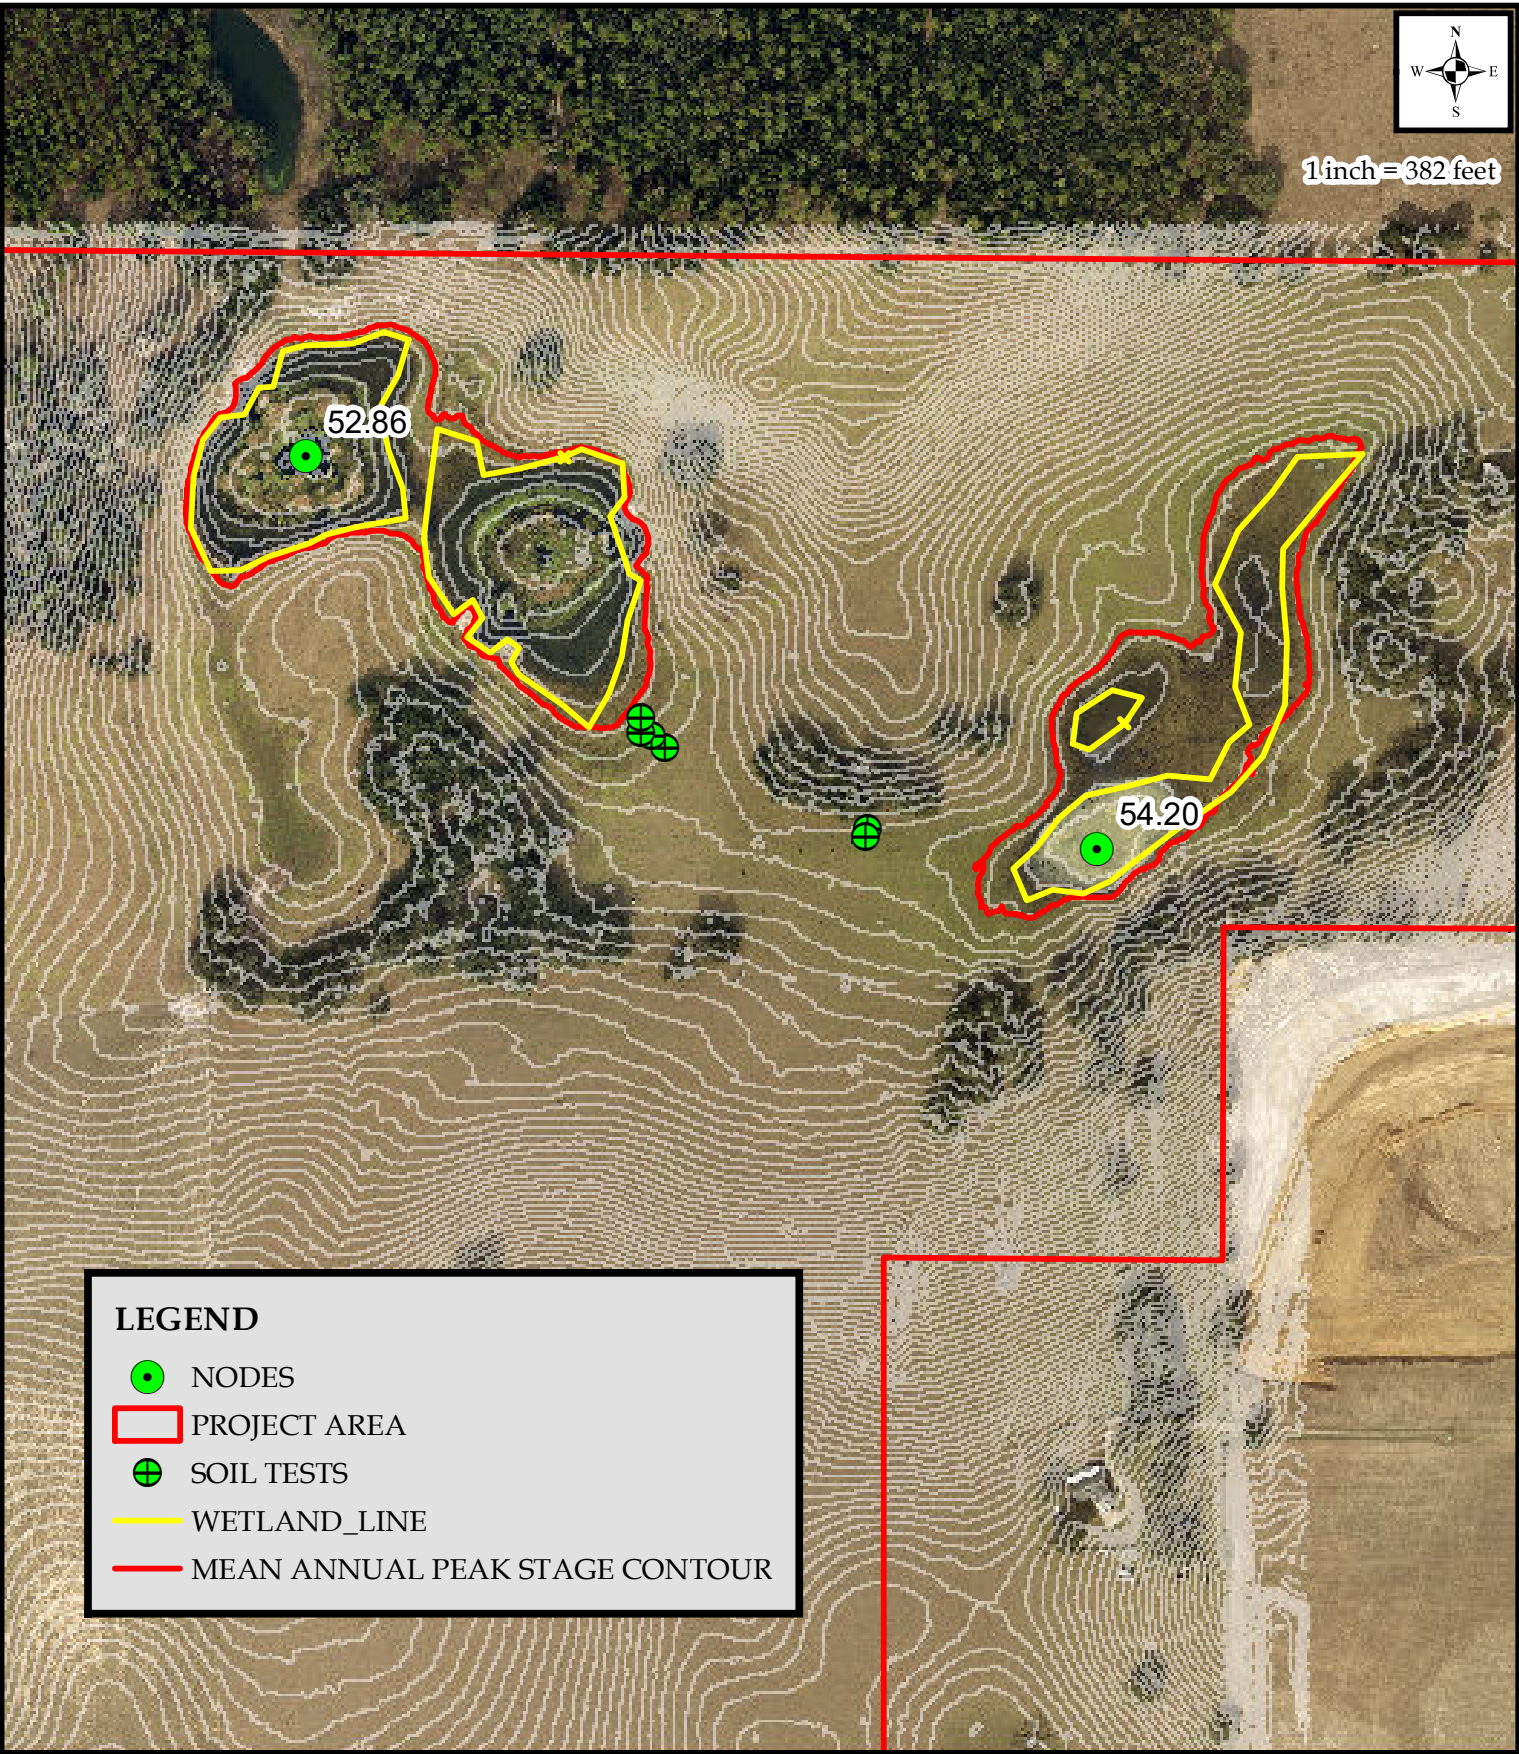 N
W E
S
1 inch = 382 feet
52.86
54.20
LEGEND
NODES
PROJECT AREA
SOIL TESTS
WETLAND_LINE
MEAN ANNUAL PEAK STAGE CONTOUR